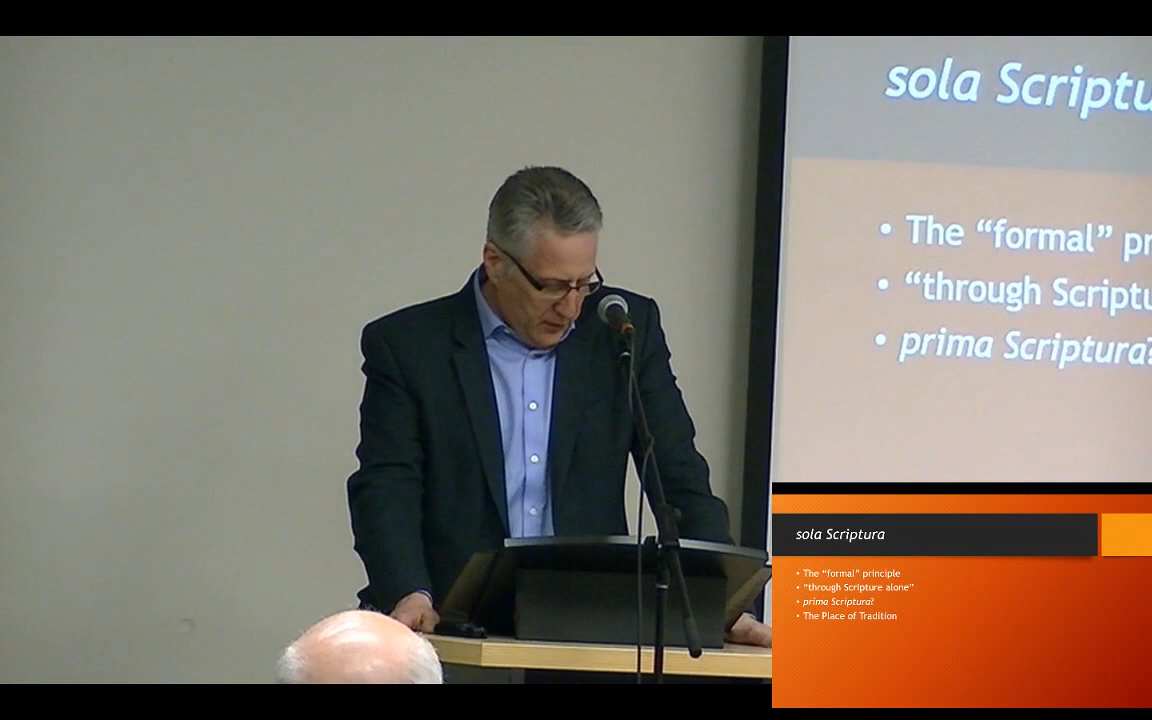 sola Scriptu
• The “formal” pr
• “through Scriptu
• prima Scriptura?
sola Scriptura
• The “formal” principle
• “through Scripture alone”
• prima Scriptura?
• The Place of Tradition